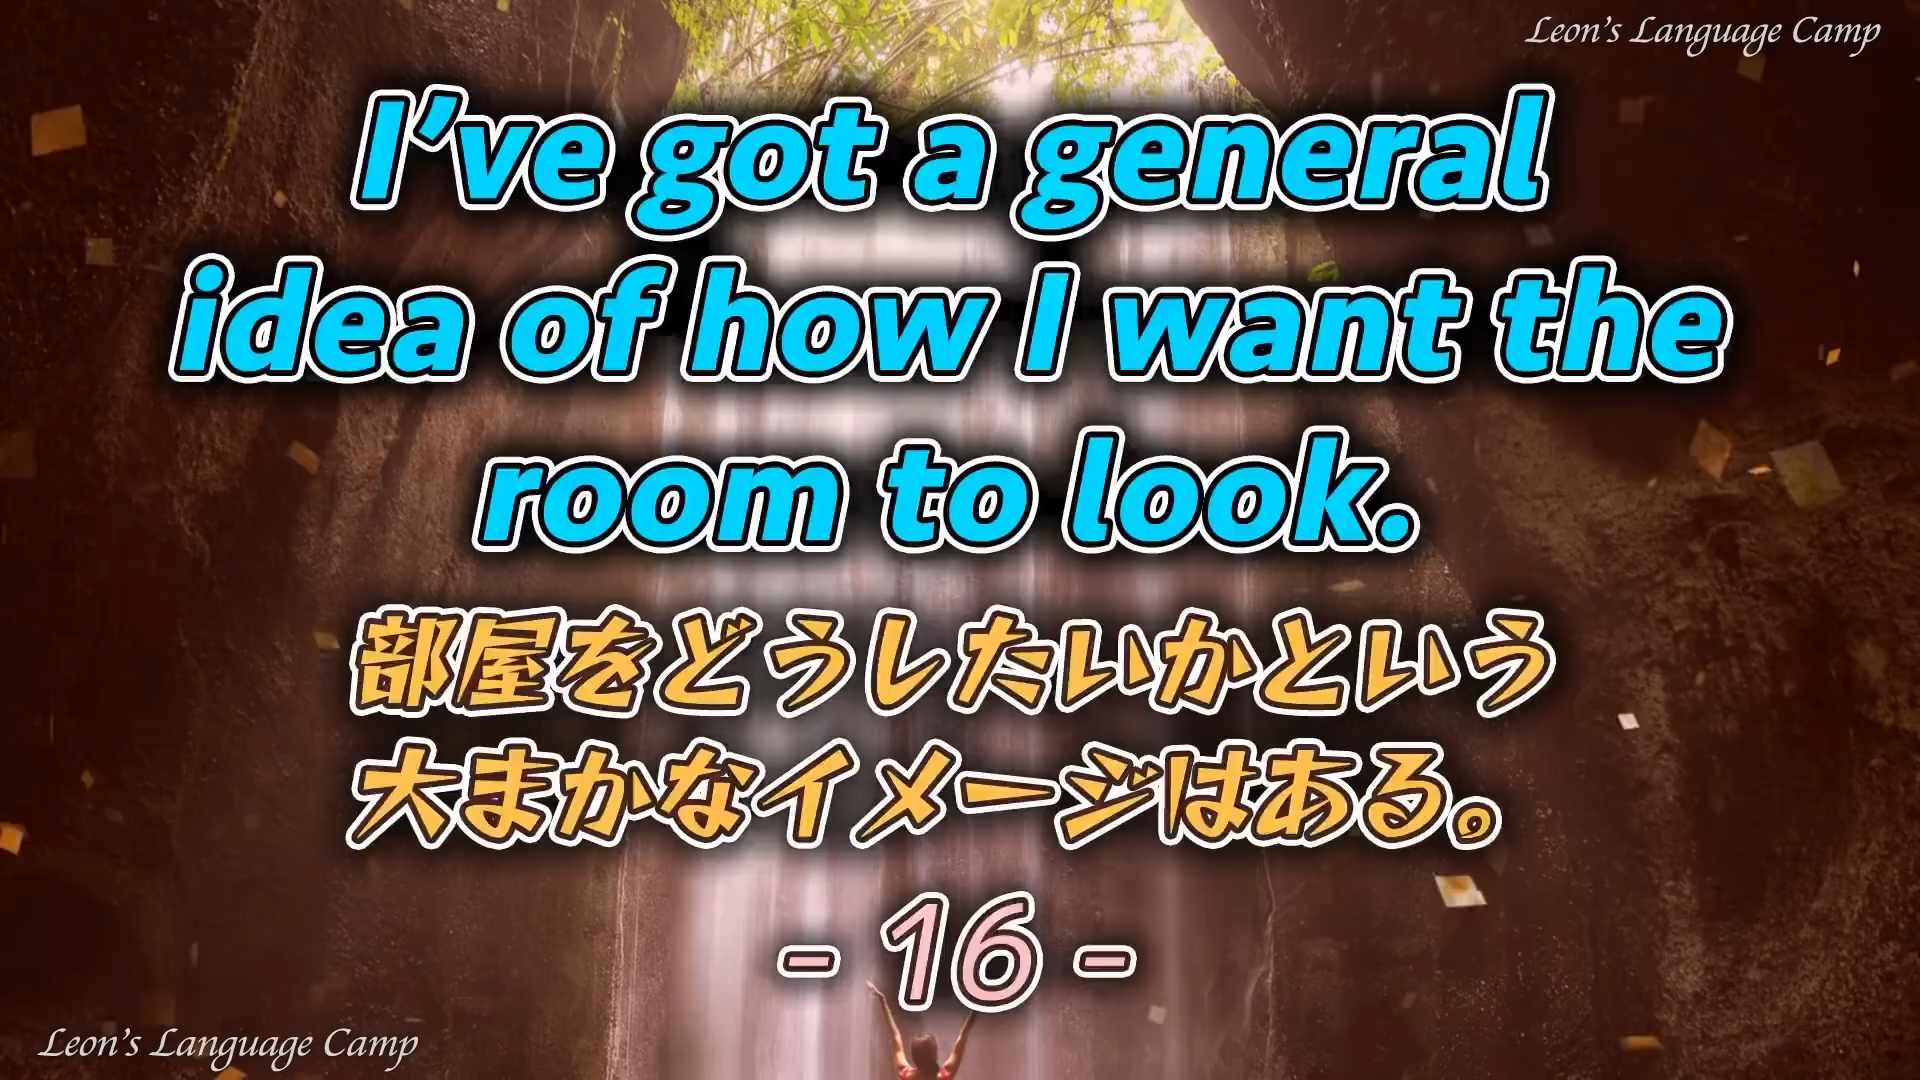 Leon's Language Camp
I've got a general
idea of how I want the
room to look.
部屋をどうしたいかという
大まかなイメージはある。
- 16 -
Leon's Language Camp